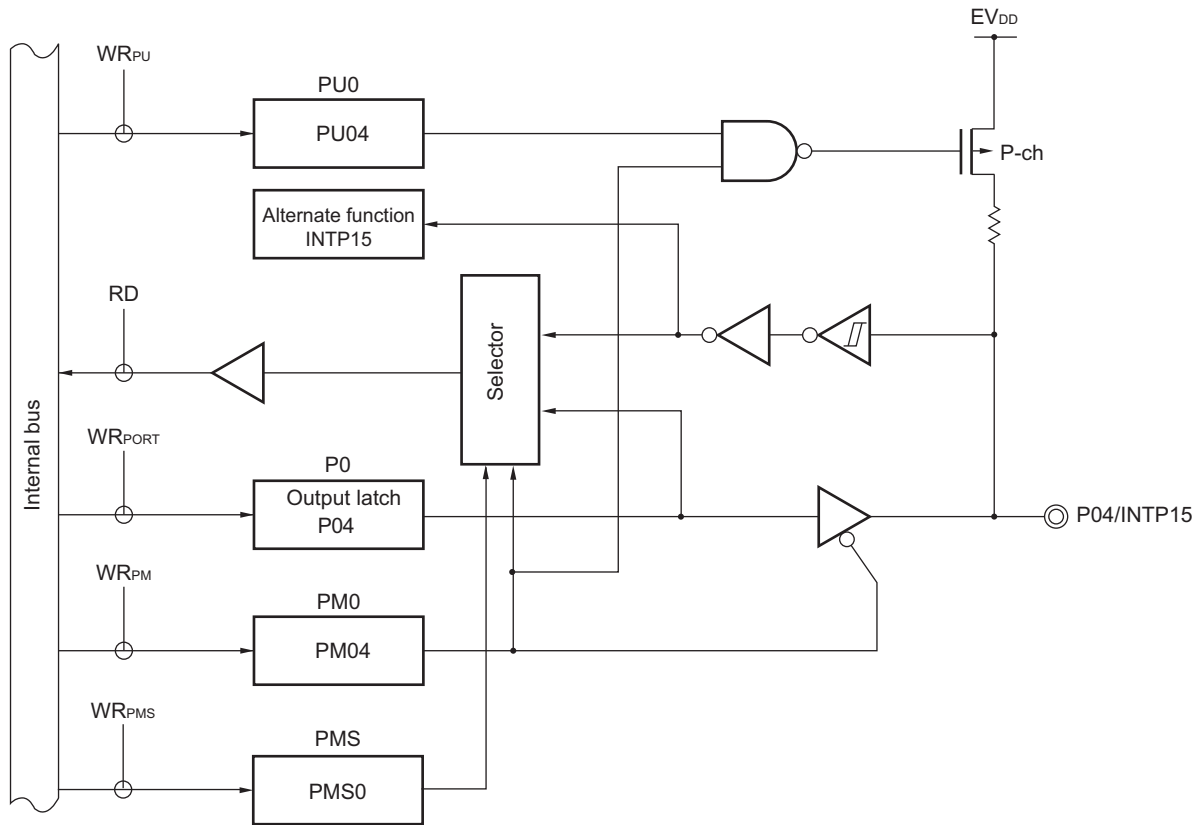 EVDD
WRPU
PU0
PU04
P-ch
Alternate function
INTP15
RD
Selector
Internal bus
WRPORT
P0
Output latch
P04
P04/INTP15
WRPM
PM0
PM04
WRPMS
PMS
PMS0